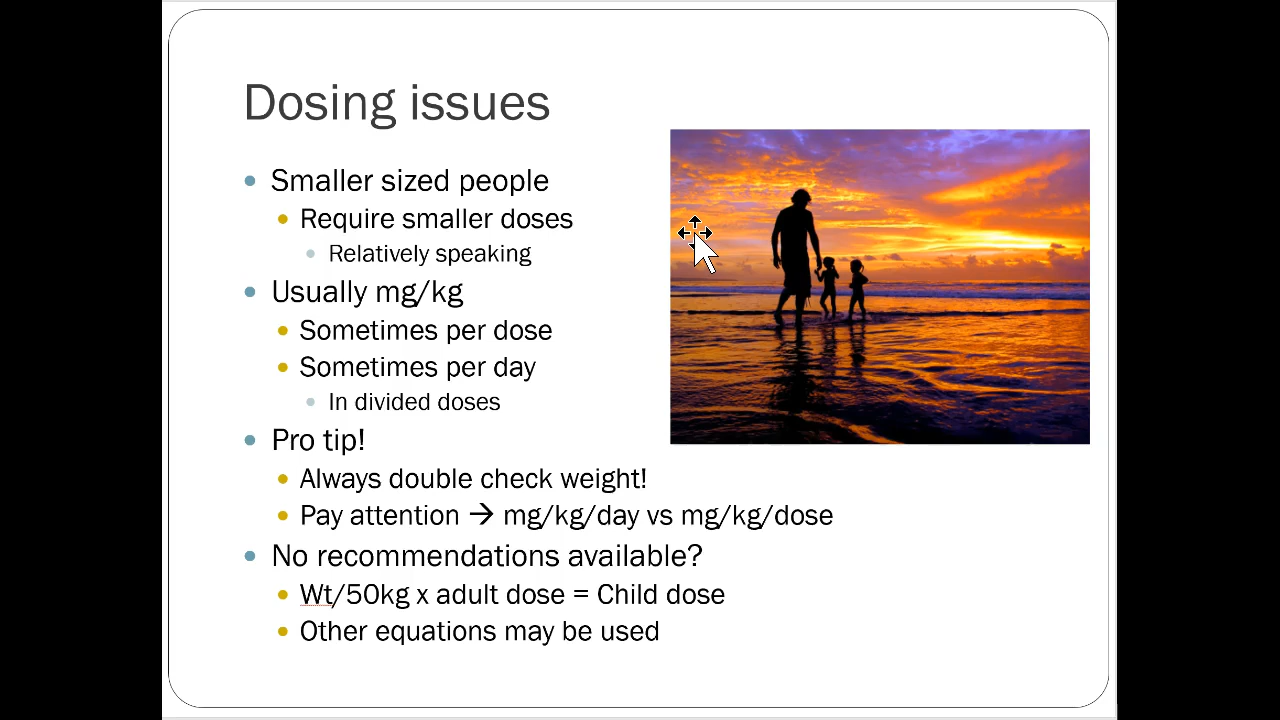 Dosing issues
Smaller sized people
Require smaller doses
Relatively speaking
Usually mg/kg
Sometimes per dose
Sometimes per day
In divided doses
Pro tip!
Always double check weight!
Pay attention → mg/kg/day vs mg/kg/dose
No recommendations available?
Wt/50kg x adult dose = Child dose
Other equations may be used